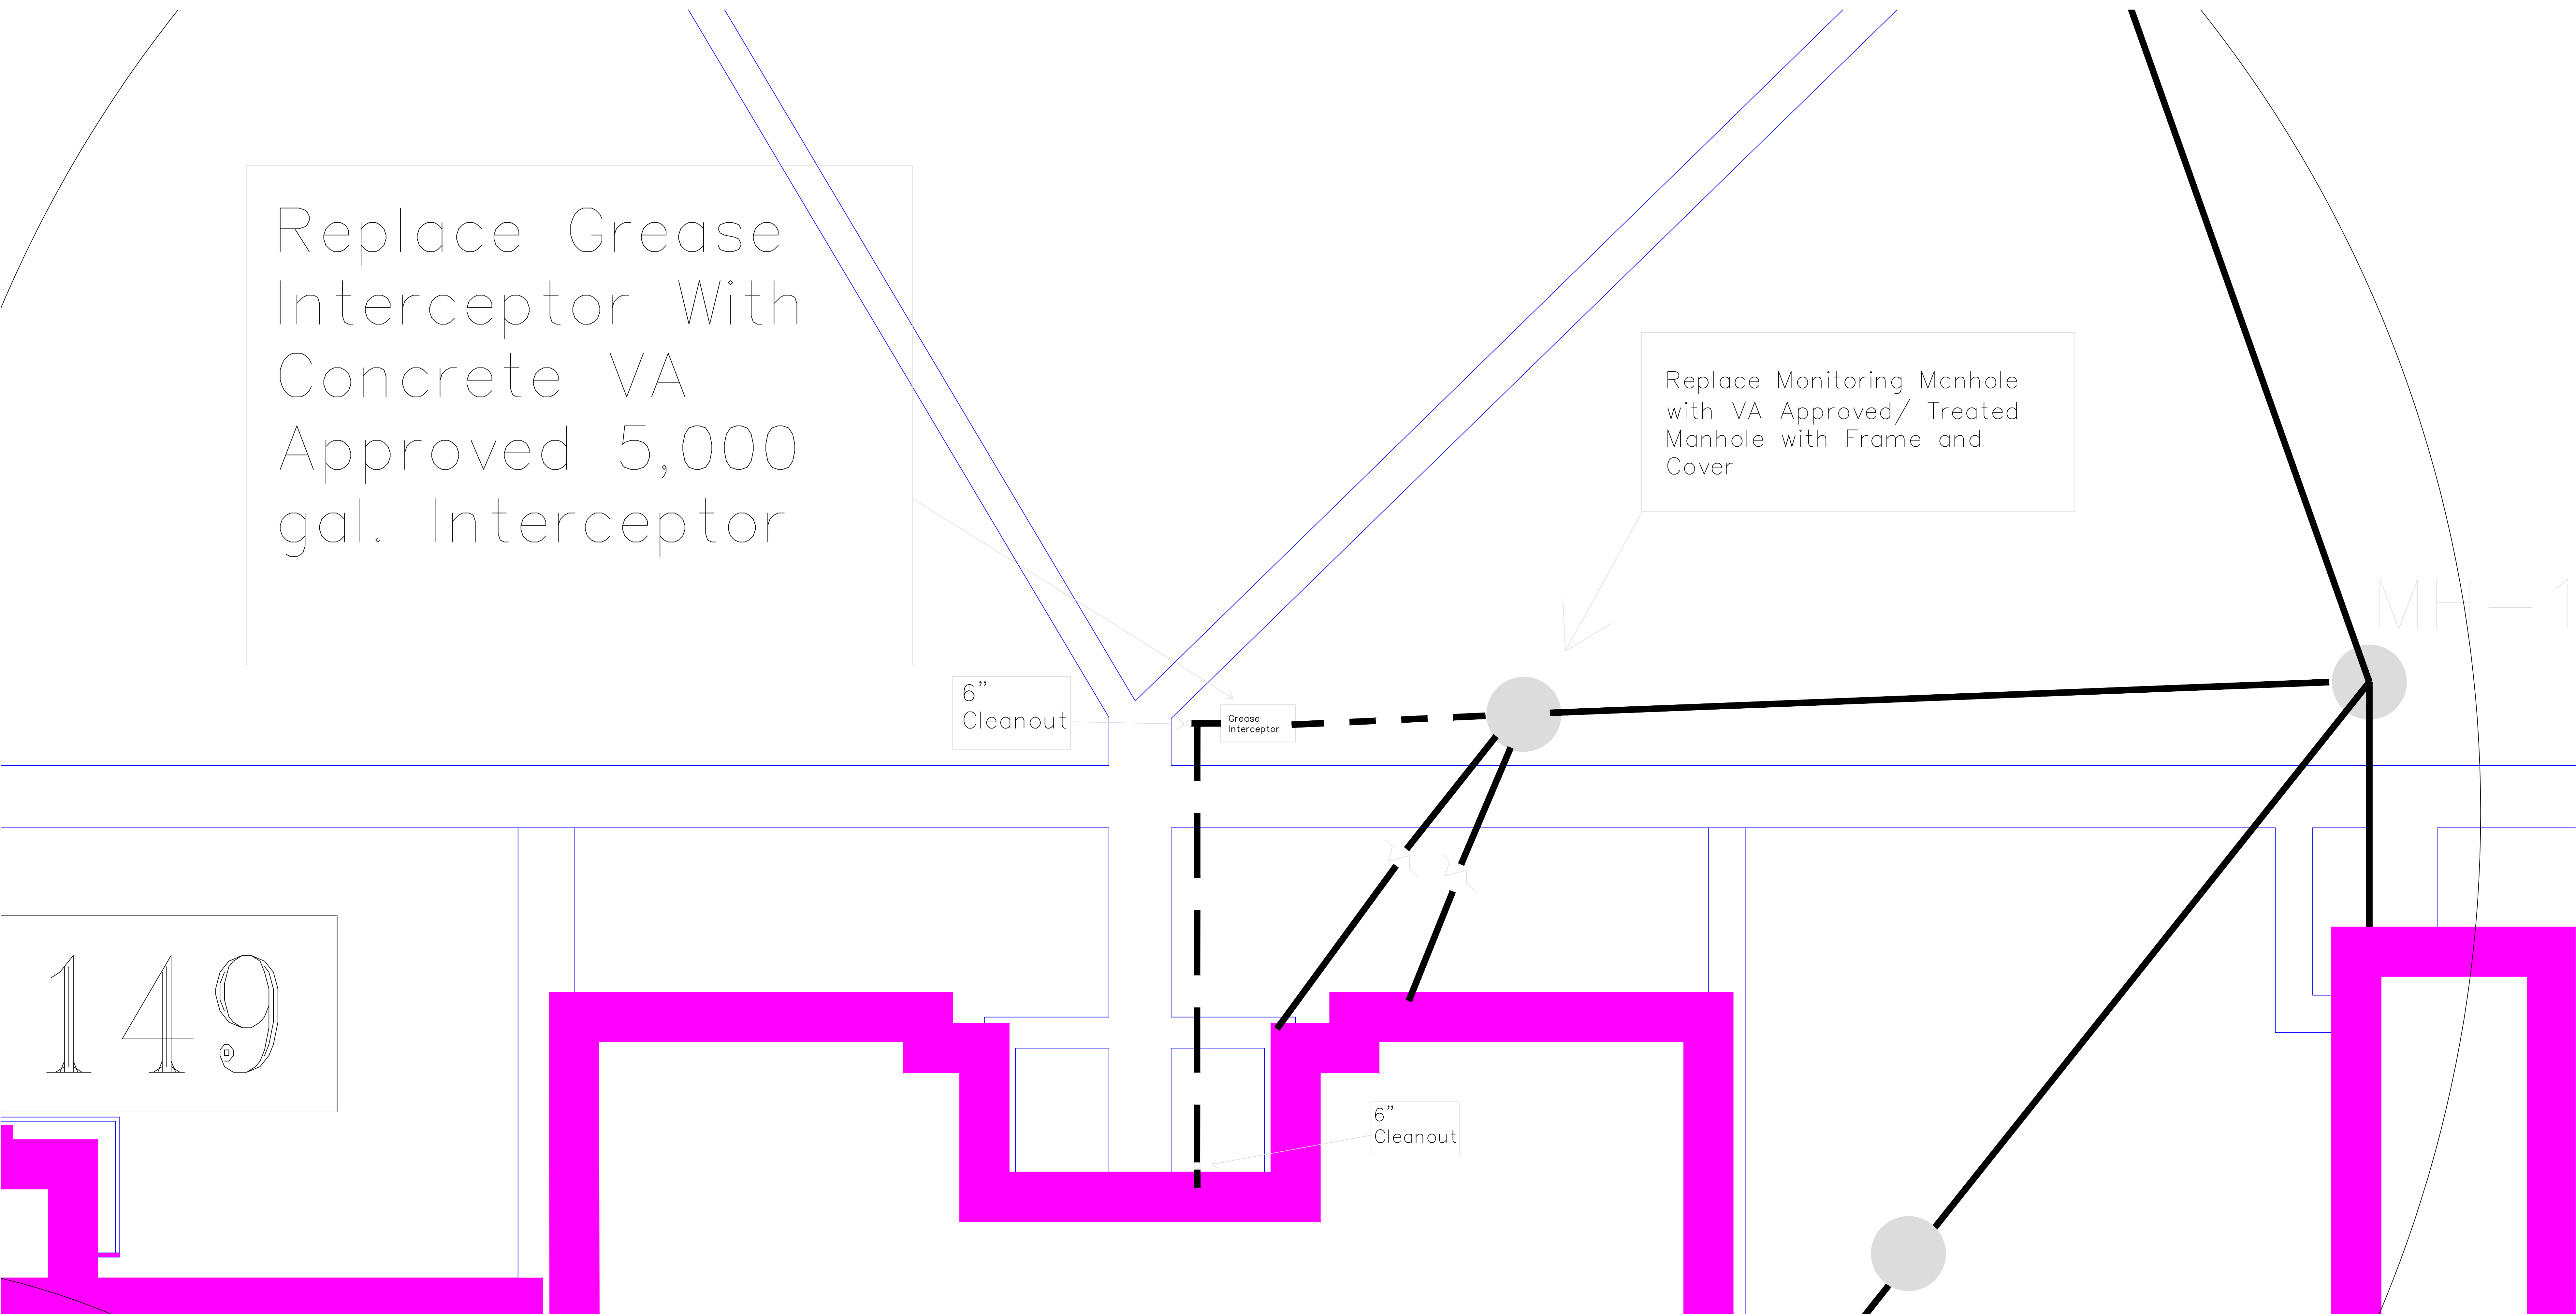 Replace Grease
Interceptor With
Concrete VA
Approved 5,000
gal. Interceptor
Replace Monitoring Manhole
with VA Approved/ Treated
Manhole with Frame and
Cover
MH-1
6"
Cleanout
Grease
Interceptor
149
6"
Cleanout